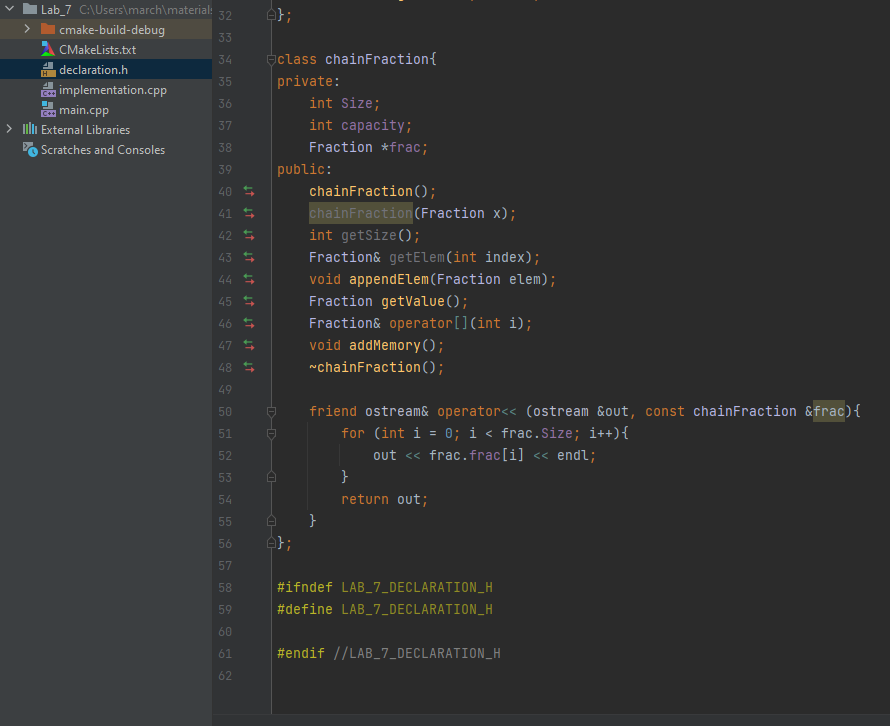 Lab_7 C:\Users\march\materials
cmake-build-debug
CMakeLists.txt
declaration.h
implementation.cpp
main.cpp
External Libraries
Scratches and Consoles
32 };
33
34 class chainFraction{
35 private:
36 int Size;
37 int capacity;
38 Fraction *frac;
39 public:
40 chainFraction();
41 chainFraction(Fraction x);
42 int getSize();
43 Fraction& getElem(int index);
44 void appendElem(Fraction elem);
45 Fraction getValue();
46 Fraction& operator[](int i);
47 void addMemory();
48 ~chainFraction();
49
50 friend ostream& operator<< (ostream &out, const chainFraction &frac){
51 for (int i = 0; i < frac.Size; i++){
52 out << frac.frac[i] << endl;
53 }
54 return out;
55 }
56 };
57
58 #ifndef LAB_7_DECLARATION_H
59 #define LAB_7_DECLARATION_H
60
61 #endif //LAB_7_DECLARATION_H
62